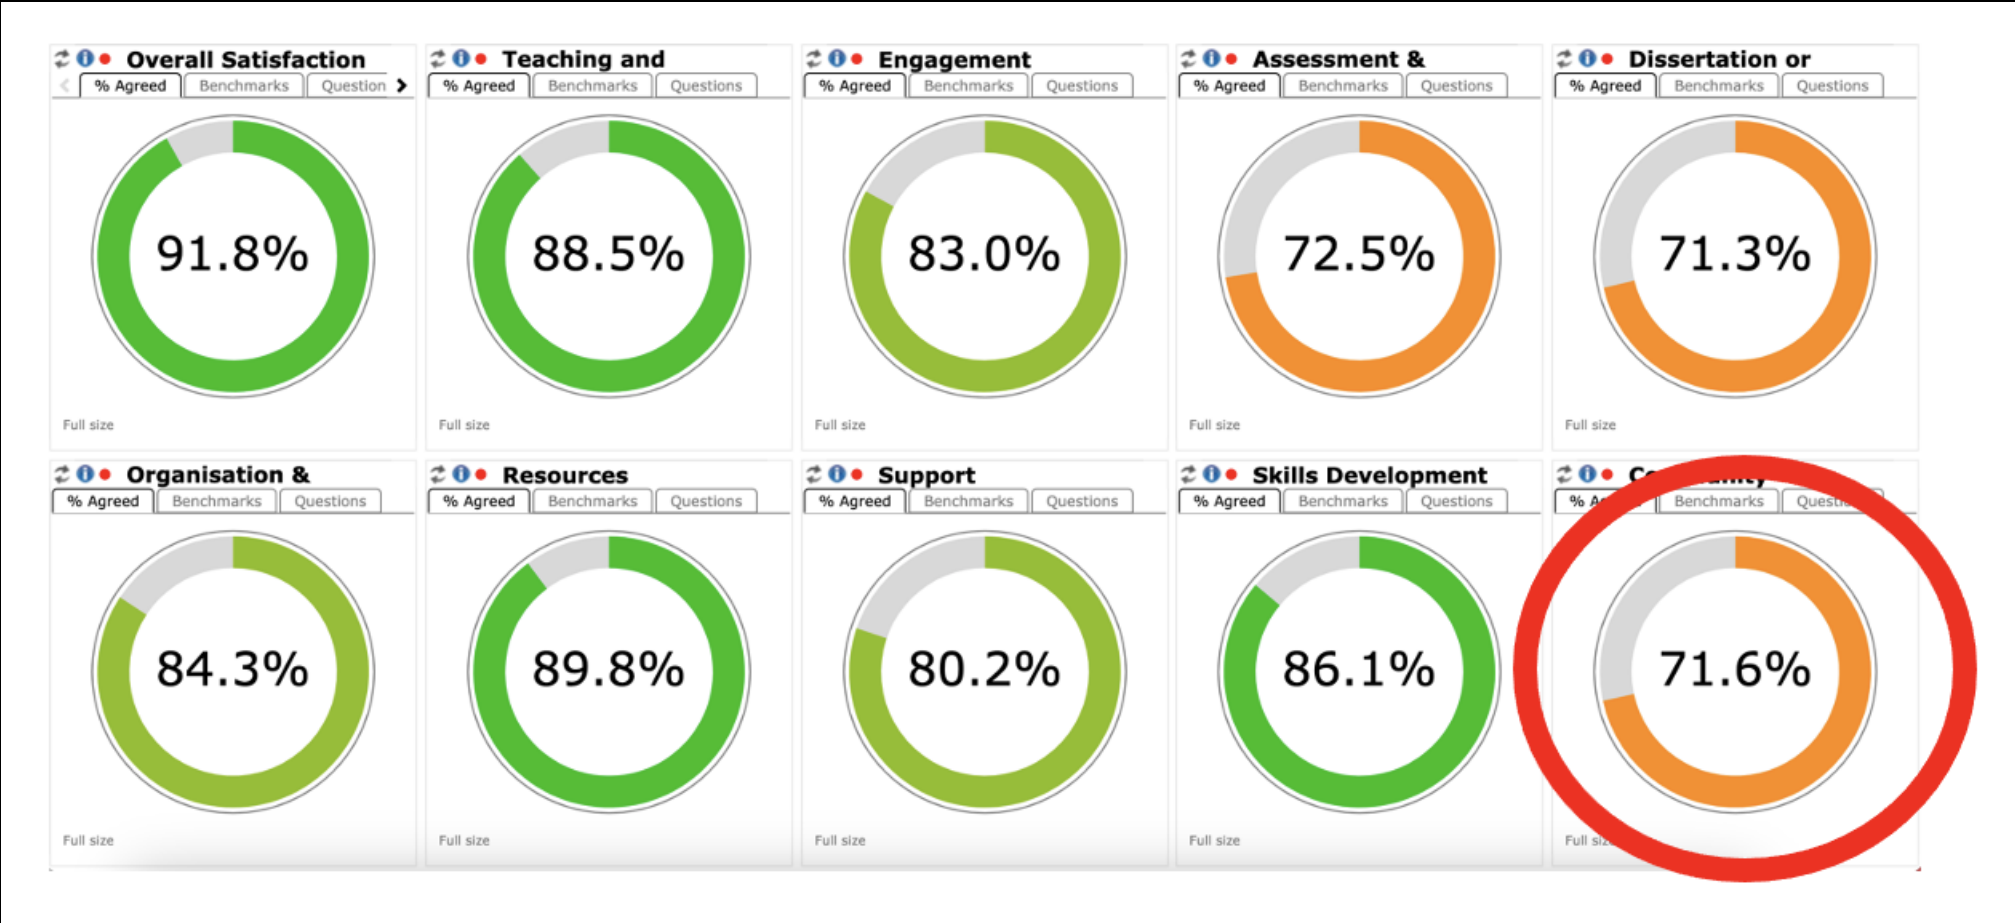 Overall Satisfaction
% Agreed Benchmarks Question
91.8%
Full size
Teaching and
% Agreed Benchmarks Questions
88.5%
Full size
Engagement
% Agreed Benchmarks Questions
83.0%
Full size
Assessment &
% Agreed Benchmarks Questions
72.5%
Full size
Dissertation or
% Agreed Benchmarks Questions
71.3%
Full size
Organisation &
% Agreed Benchmarks Questions
84.3%
Full size
Resources
% Agreed Benchmarks Questions
89.8%
Full size
Support
% Agreed Benchmarks Questions
80.2%
Full size
Skills Development
% Agreed Benchmarks Questions
86.1%
Full size
Benchmarks
71.6%
Full